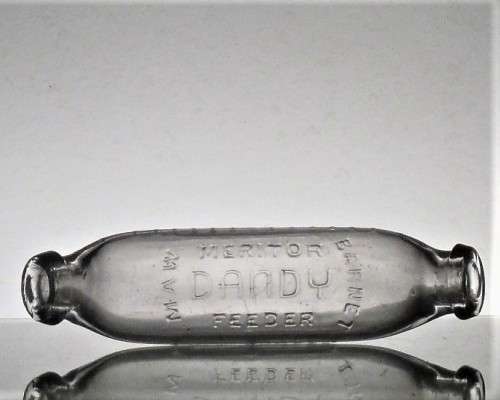 MAW
MERITOR
DANDY
FEEDER
BARNET